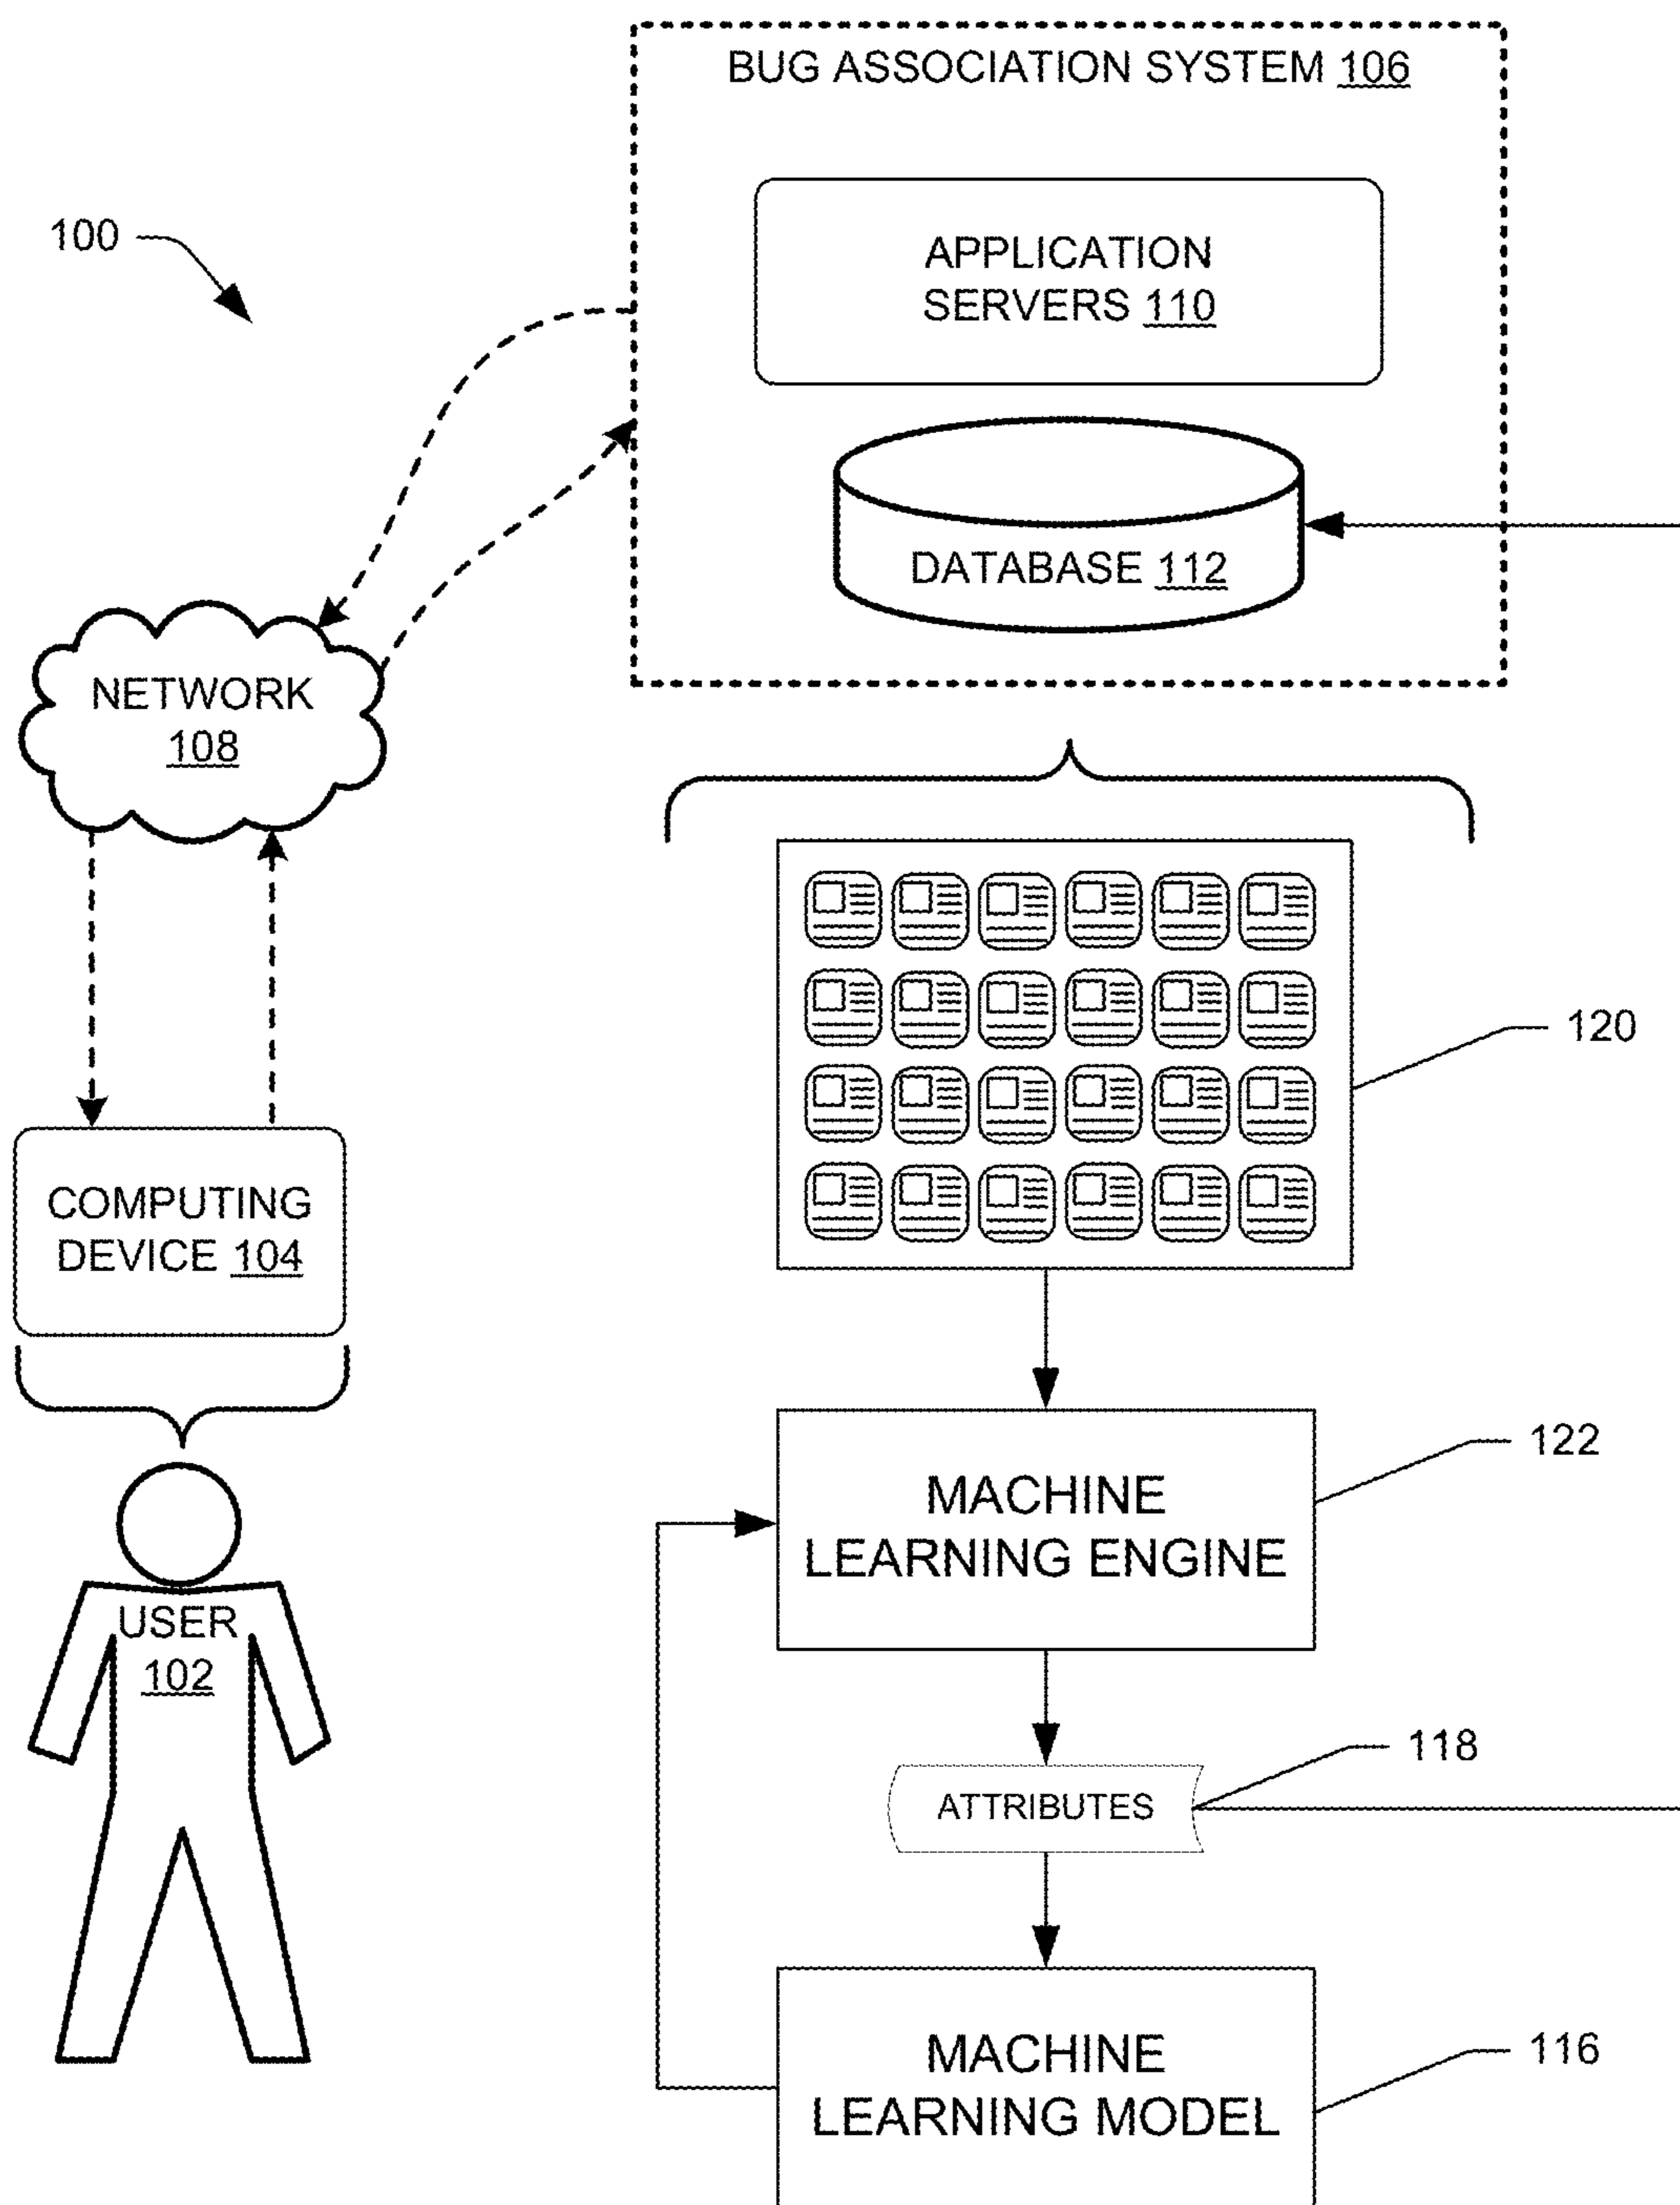 BUG ASSOCIATION SYSTEM 106
100
APPLICATION
SERVERS 110
DATABASE 112
NETWORK
108
120
COMPUTING
DEVICE 104
122
MACHINE
LEARNING ENGINE
USER
102
118
ATTRIBUTES
116
MACHINE
LEARNING MODEL